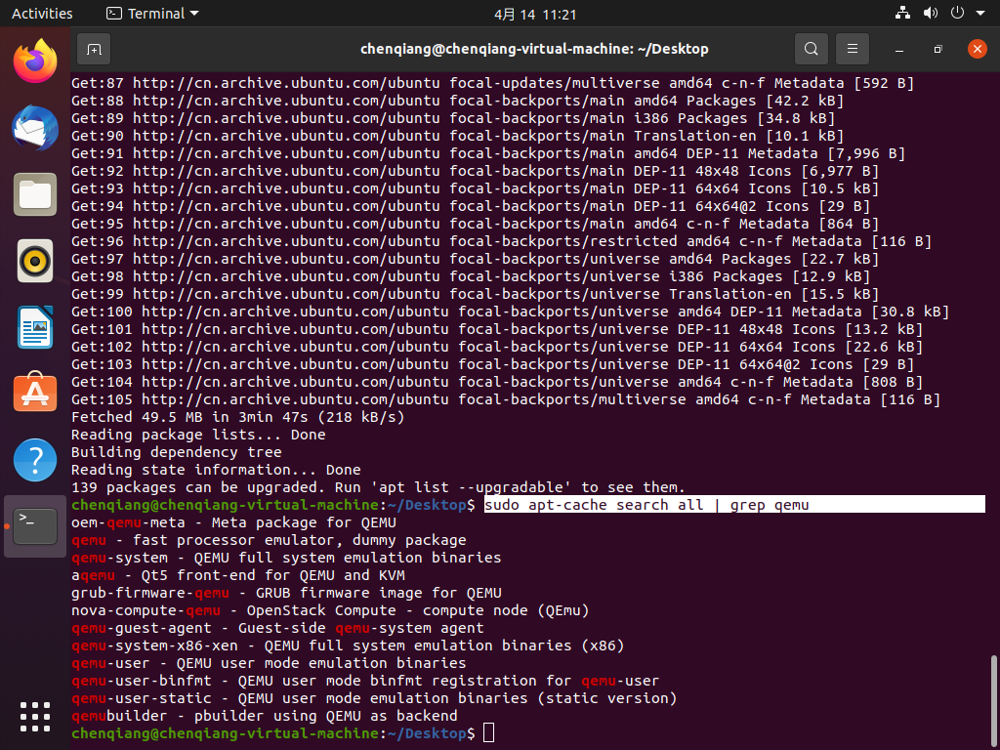 Activities
Terminal
4月 14 11:21
chenqiang@chenqiang-virtual-machine: ~/Desktop
Get:87 http://cn.archive.ubuntu.com/ubuntu focal-updates/multiverse amd64 c-n-f Metadata [592 B]
Get:88 http://cn.archive.ubuntu.com/ubuntu focal-backports/main amd64 Packages [42.2 kB]
Get:89 http://cn.archive.ubuntu.com/ubuntu focal-backports/main i386 Packages [34.8 kB]
Get:90 http://cn.archive.ubuntu.com/ubuntu focal-backports/main Translation-en [10.1 kB]
Get:91 http://cn.archive.ubuntu.com/ubuntu focal-backports/main amd64 DEP-11 Metadata [7,996 B]
Get:92 http://cn.archive.ubuntu.com/ubuntu focal-backports/main DEP-11 48x48 Icons [6,977 B]
Get:93 http://cn.archive.ubuntu.com/ubuntu focal-backports/main DEP-11 64x64 Icons [10.5 kB]
Get:94 http://cn.archive.ubuntu.com/ubuntu focal-backports/main DEP-11 64x64@2 Icons [29 B]
Get:95 http://cn.archive.ubuntu.com/ubuntu focal-backports/main amd64 c-n-f Metadata [864 B]
Get:96 http://cn.archive.ubuntu.com/ubuntu focal-backports/restricted amd64 c-n-f Metadata [116 B]
Get:97 http://cn.archive.ubuntu.com/ubuntu focal-backports/universe amd64 Packages [22.7 kB]
Get:98 http://cn.archive.ubuntu.com/ubuntu focal-backports/universe i386 Packages [12.9 kB]
Get:99 http://cn.archive.ubuntu.com/ubuntu focal-backports/universe Translation-en [15.5 kB]
Get:100 http://cn.archive.ubuntu.com/ubuntu focal-backports/universe amd64 DEP-11 Metadata [30.8 kB]
Get:101 http://cn.archive.ubuntu.com/ubuntu focal-backports/universe DEP-11 48x48 Icons [13.2 kB]
Get:102 http://cn.archive.ubuntu.com/ubuntu focal-backports/universe DEP-11 64x64 Icons [22.6 kB]
Get:103 http://cn.archive.ubuntu.com/ubuntu focal-backports/universe DEP-11 64x64@2 Icons [29 B]
Get:104 http://cn.archive.ubuntu.com/ubuntu focal-backports/universe amd64 c-n-f Metadata [808 B]
Get:105 http://cn.archive.ubuntu.com/ubuntu focal-backports/multiverse amd64 c-n-f Metadata [116 B]
Fetched 49.5 MB in 3min 47s (218 kB/s)
Reading package lists... Done
Building dependency tree
Reading state information... Done
139 packages can be upgraded. Run 'apt list --upgradable' to see them.
chenqiang@chenqiang-virtual-machine:~/Desktop$ sudo apt-cache search all | grep qemu
oem-qemu-meta - Meta package for QEMU
qemu - fast processor emulator, dummy package
qemu-system - QEMU full system emulation binaries
aqemu - Qt5 front-end for QEMU and KVM
grub-firmware-qemu - GRUB firmware image for QEMU
nova-compute-qemu - OpenStack Compute - compute node (QEmu)
qemu-guest-agent - Guest-side qemu-system agent
qemu-system-x86-xen - QEMU full system emulation binaries (x86)
qemu-user - QEMU user mode emulation binaries
qemu-user-binfmt - QEMU user mode binfmt registration for qemu-user
qemu-user-static - QEMU user mode emulation binaries (static version)
qemubuilder - pbuilder using QEMU as backend
chenqiang@chenqiang-virtual-machine:~/Desktop$